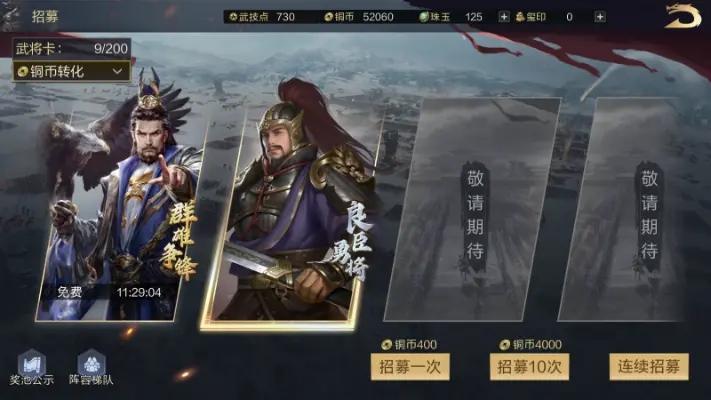 招募
武技点 730
铜币 52060
珠玉 125
玺印 0
武将卡： 9/200
铜币转化
群雄争锋
免费 11:29:04
良臣勇将
敬请期待
敬请期待
铜币400
铜币4000
招募一次
招募10次
连续招募
奖池公示
阵容梯队